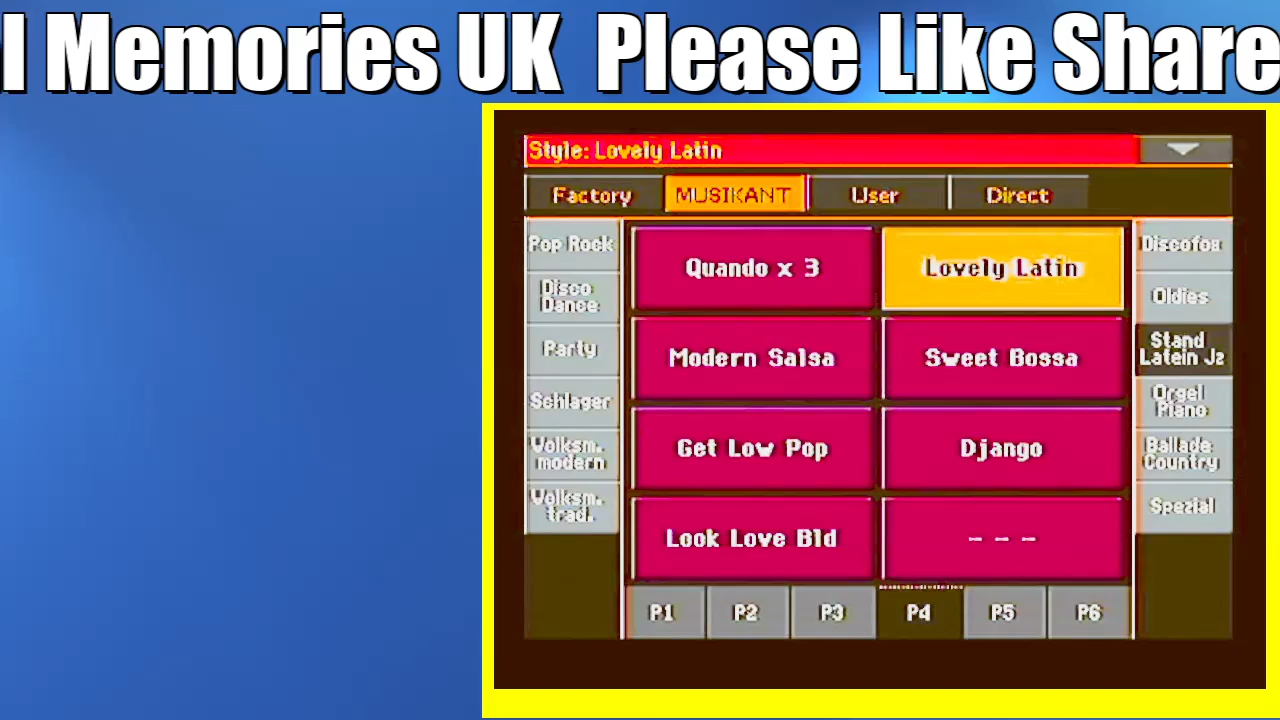 l Memories UK Please Like Share
Style: Lovely Latin
Factory MUSIKANT User Direct
Pop Rock
Disco
Dance
Party
Schlager
Volksm.
modern
Volksm.
trad.
Quando x 3 Lovely Latin
Modern Salsa Sweet Bossa
Get Low Pop Django
Look Love Bld - - -
Discofox
Oldies
Stand
Latein Jz
Orgel
Piano
Ballade
Country
Spezial
P1 P2 P3 P4 P5 P6